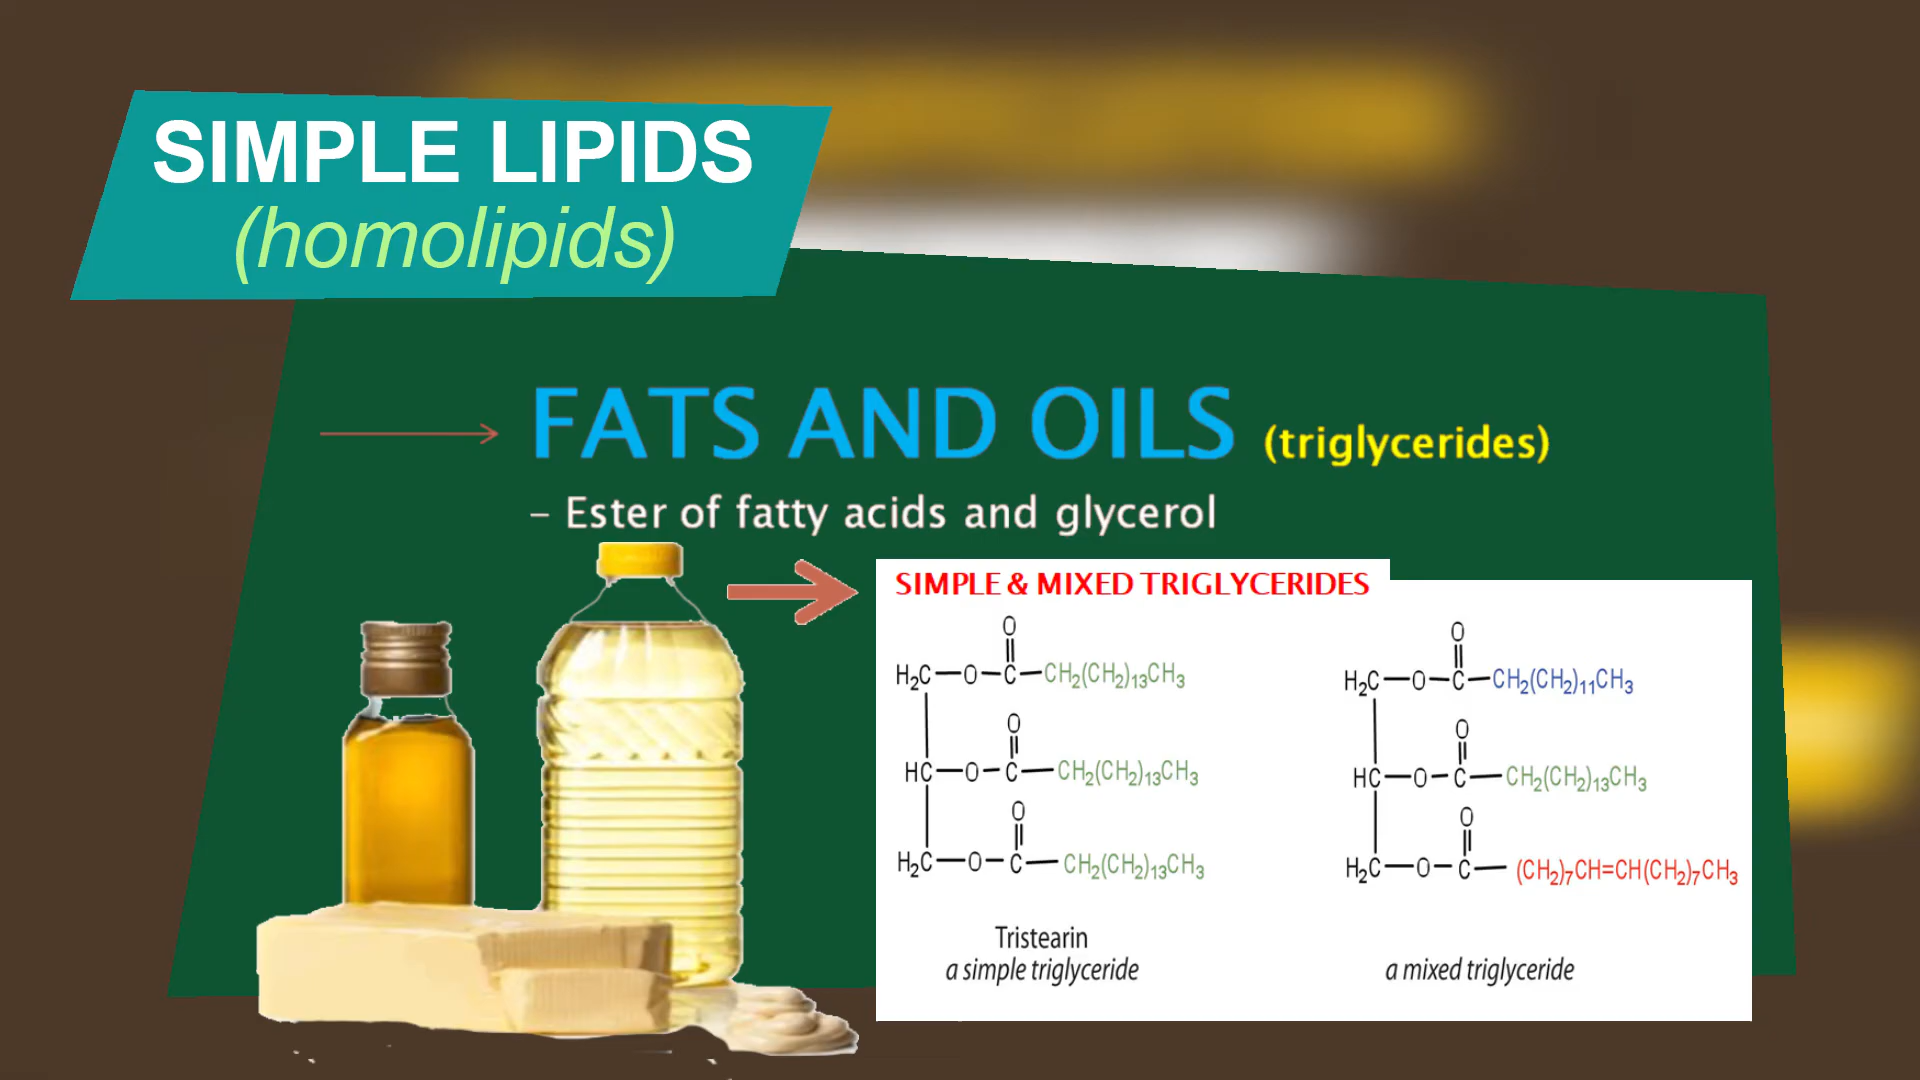 SIMPLE LIPIDS
(homolipids)
FATS AND OILS (triglycerides)
– Ester of fatty acids and glycerol
SIMPLE & MIXED TRIGLYCERIDES
O
H₂C—O—C—CH₂(CH₂)₁₃CH₃
O
HC—O—C—CH₂(CH₂)₁₃CH₃
O
H₂C—O—C—CH₂(CH₂)₁₃CH₃
Tristearin
a simple triglyceride
O
H₂C—O—C—CH₂(CH₂)₁₁CH₃
O
HC—O—C—CH₂(CH₂)₁₃CH₃
O
H₂C—O—C—(CH₂)₇CH=CH(CH₂)₇CH₃
a mixed triglyceride